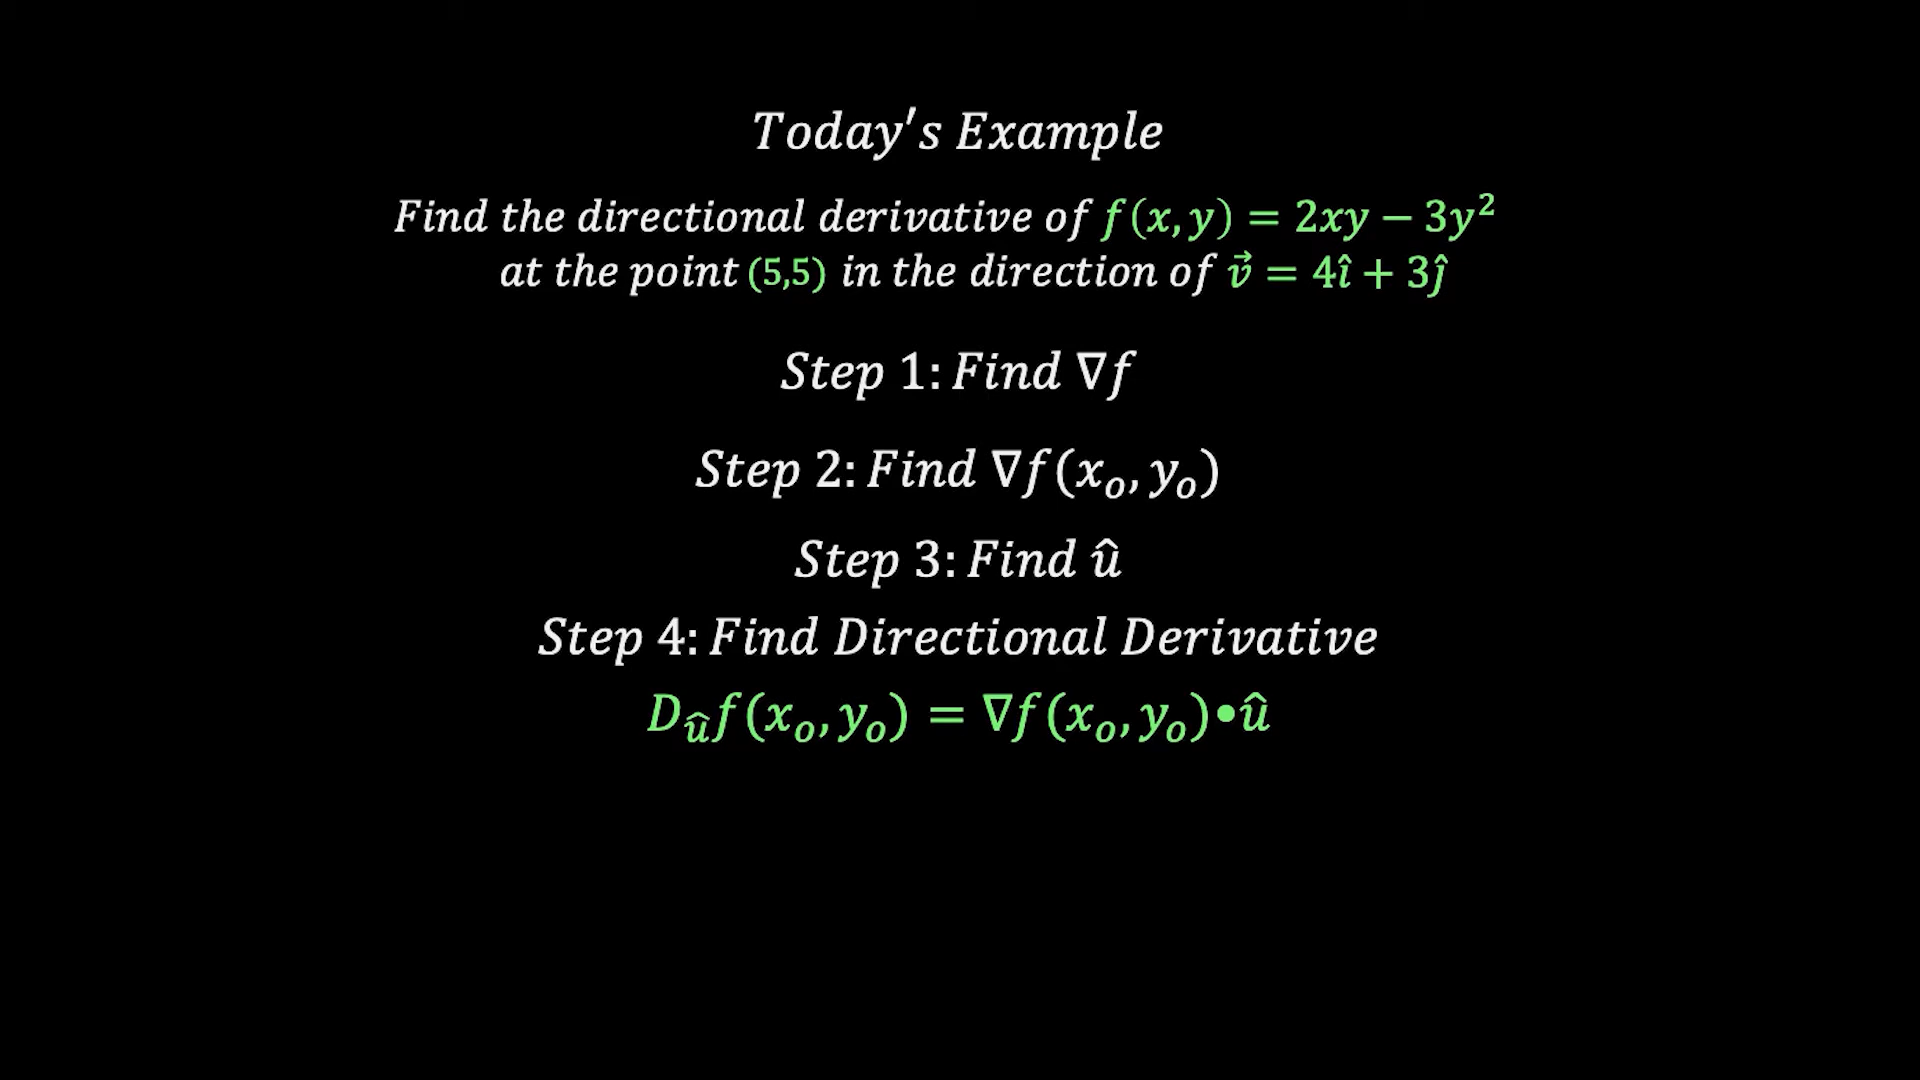 Today's Example
Find the directional derivative of f(x,y) = 2xy − 3y²
at the point (5,5) in the direction of v⃗ = 4î + 3ĵ
Step 1: Find ∇f
Step 2: Find ∇f(xₒ, yₒ)
Step 3: Find û
Step 4: Find Directional Derivative
D_û f(xₒ, yₒ) = ∇f(xₒ, yₒ)•û